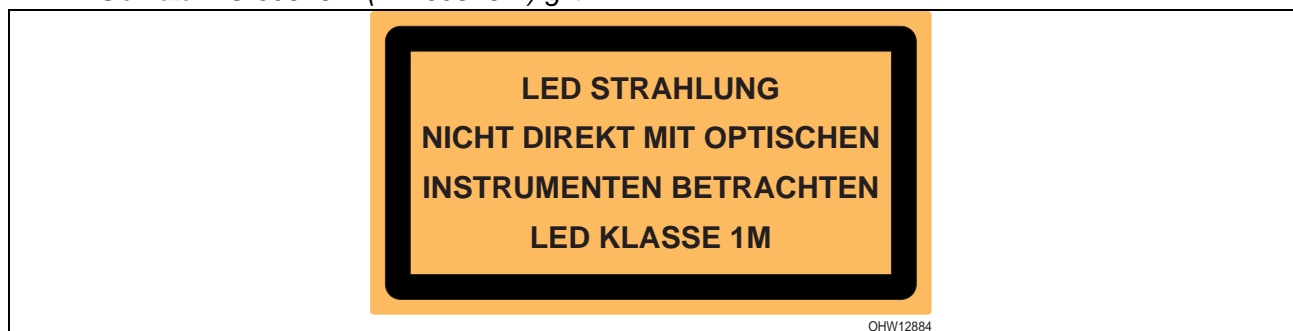 LED STRAHLUNG
NICHT DIREKT MIT OPTISCHEN
INSTRUMENTEN BETRACHTEN
LED KLASSE 1M
OHW12884